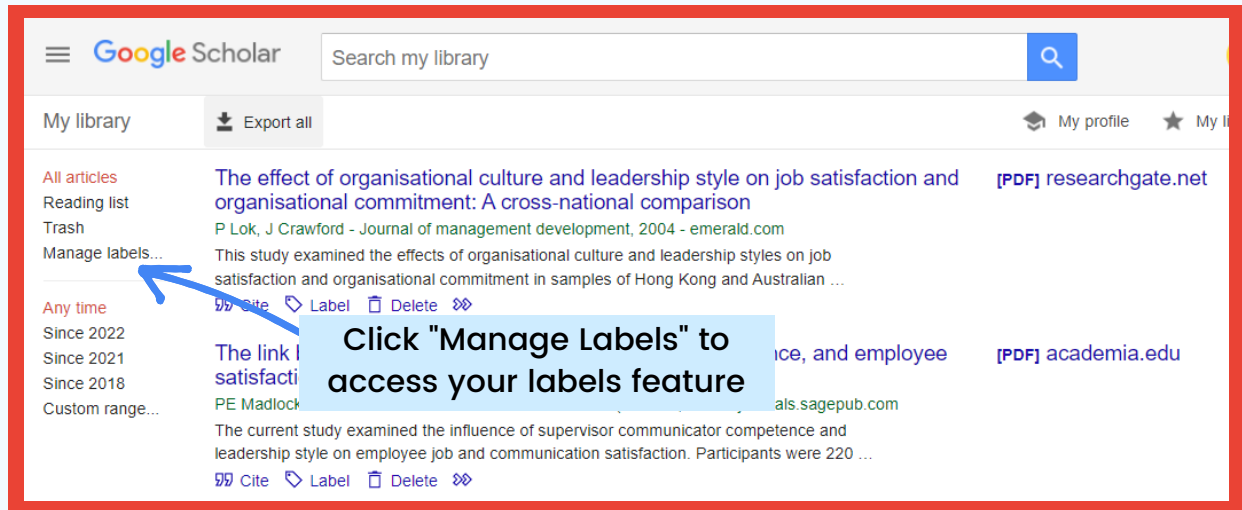 Google Scholar
Search my library
My library
Export all
My profile
My li
All articles
Reading list
Trash
Manage labels...
Any time
Since 2022
Since 2021
Since 2018
Custom range...
The effect of organisational culture and leadership style on job satisfaction and
organisational commitment: A cross-national comparison
P Lok, J Crawford - Journal of management development, 2004 - emerald.com
This study examined the effects of organisational culture and leadership styles on job
satisfaction and organisational commitment in samples of Hong Kong and Australian ...
Cite Label Delete
[PDF] researchgate.net
Click "Manage Labels" to
access your labels feature
The link and employee
PE Madlock als.sagepub.com
The current study examined the influence of supervisor communicator competence and
leadership style on employee job and communication satisfaction. Participants were 220 ...
Cite Label Delete
[PDF] academia.edu